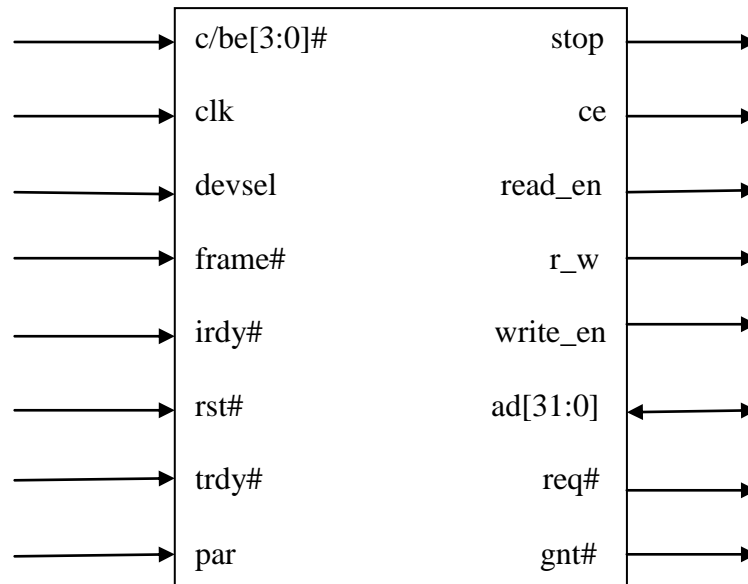 c/be[3:0]# stop
clk ce
devsel read_en
frame# r_w
irdy# write_en
rst# ad[31:0]
trdy# req#
par gnt#